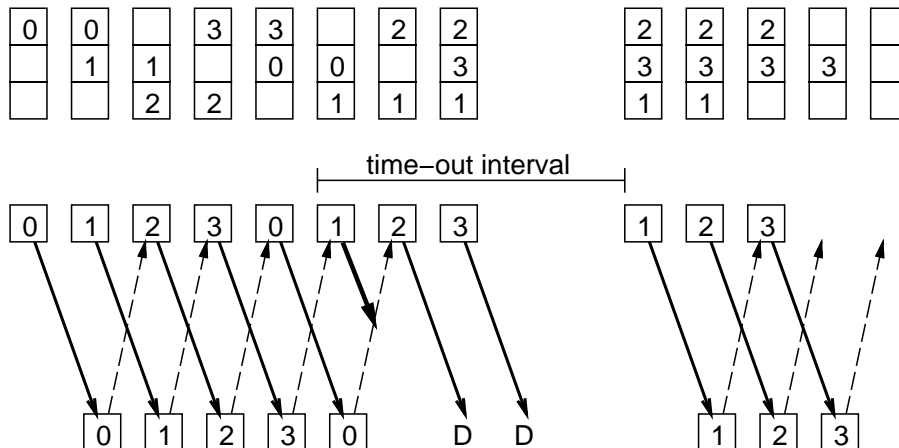 0 0 3 3 2 2 2 2 2
1 1 0 0 3 3 3 3 3
2 2 1 1 1 1 1
time−out interval
0 1 2 3 0 1 2 3 1 2 3
0 1 2 3 0 D D 1 2 3